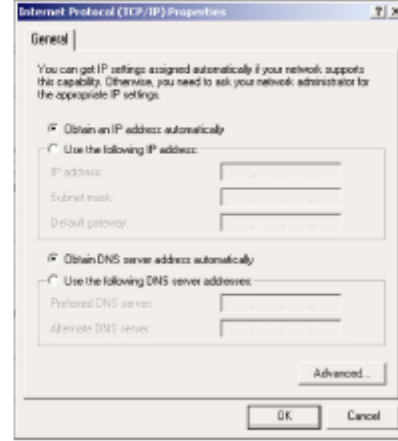 Internet Protocol (TCP/IP) Properties
General
You can get IP settings assigned automatically if your network supports
this capability. Otherwise, you need to ask your network administrator for
the appropriate IP settings.
Obtain an IP address automatically
Use the following IP address:
IP address:
Subnet mask:
Default gateway:
Obtain DNS server address automatically
Use the following DNS server addresses:
Preferred DNS server:
Alternate DNS server:
Advanced...
OK
Cancel